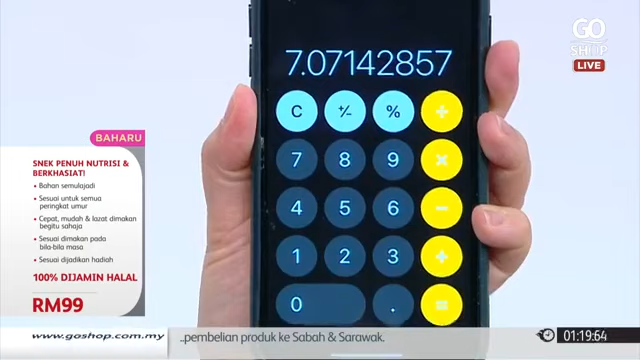 GO
SHOP
LIVE
7.07142857
C +/- % ÷
7 8 9 ×
4 5 6 −
1 2 3 +
0 . =
BAHARU
SNEK PENUH NUTRISI &
BERKHASIAT!
• Bahan semulajadi
• Sesuai untuk semua
peringkat umur
• Cepat, mudah & lazat dimakan
begitu sahaja
• Sesuai dimakan pada
bila-bila masa
• Sesuai dijadikan hadiah
100% DIJAMIN HALAL
RM99
www.goshop.com.my
..pembelian produk ke Sabah & Sarawak.
01:19:64